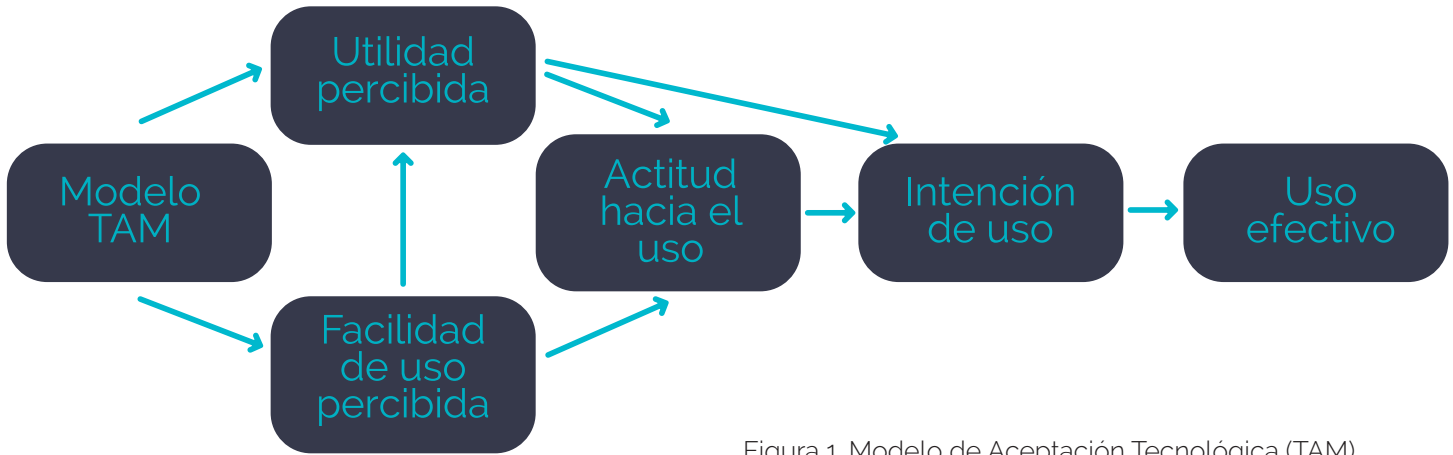 Utilidad
percibida
Modelo
TAM
Actitud
hacia el
uso
Intención
de uso
Uso
efectivo
Facilidad
de uso
percibida
Figura 1. Modelo de Aceptación Tecnológica (TAM)